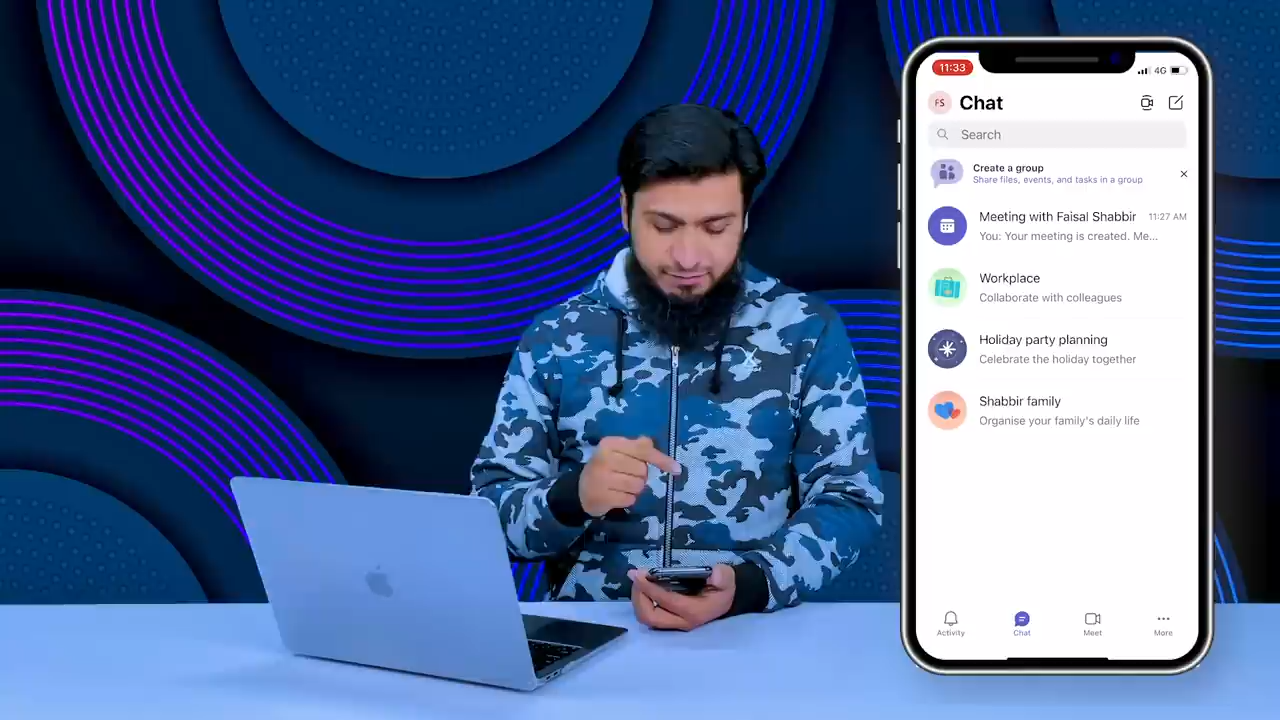 11:33
4G
FS
Chat
Search
Create a group
Share files, events, and tasks in a group
Meeting with Faisal Shabbir
11:27 AM
You: Your meeting is created. Me...
Workplace
Collaborate with colleagues
Holiday party planning
Celebrate the holiday together
Shabbir family
Organise your family's daily life
Activity
Chat
Meet
More